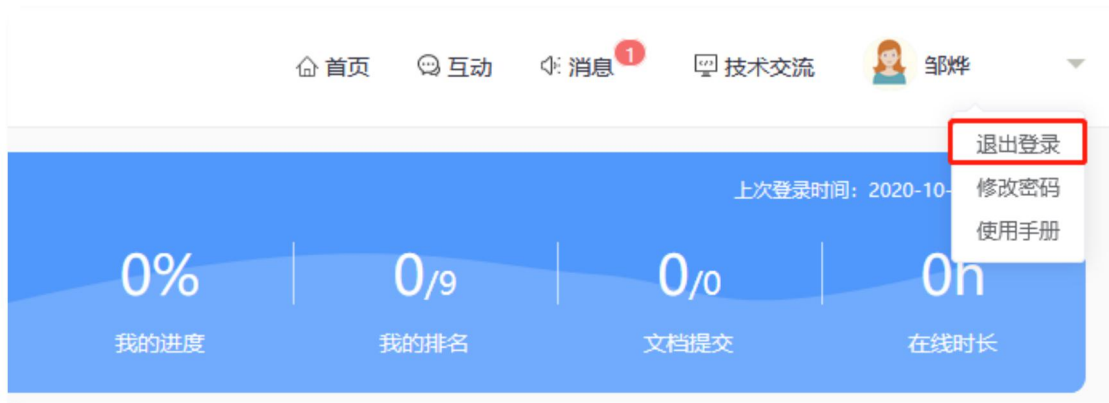 首页 互动 消息 1 技术交流 邹烨
退出登录
上次登录时间：2020-10- 修改密码
使用手册
0% 0/9 0/0 0h
我的进度 我的排名 文档提交 在线时长